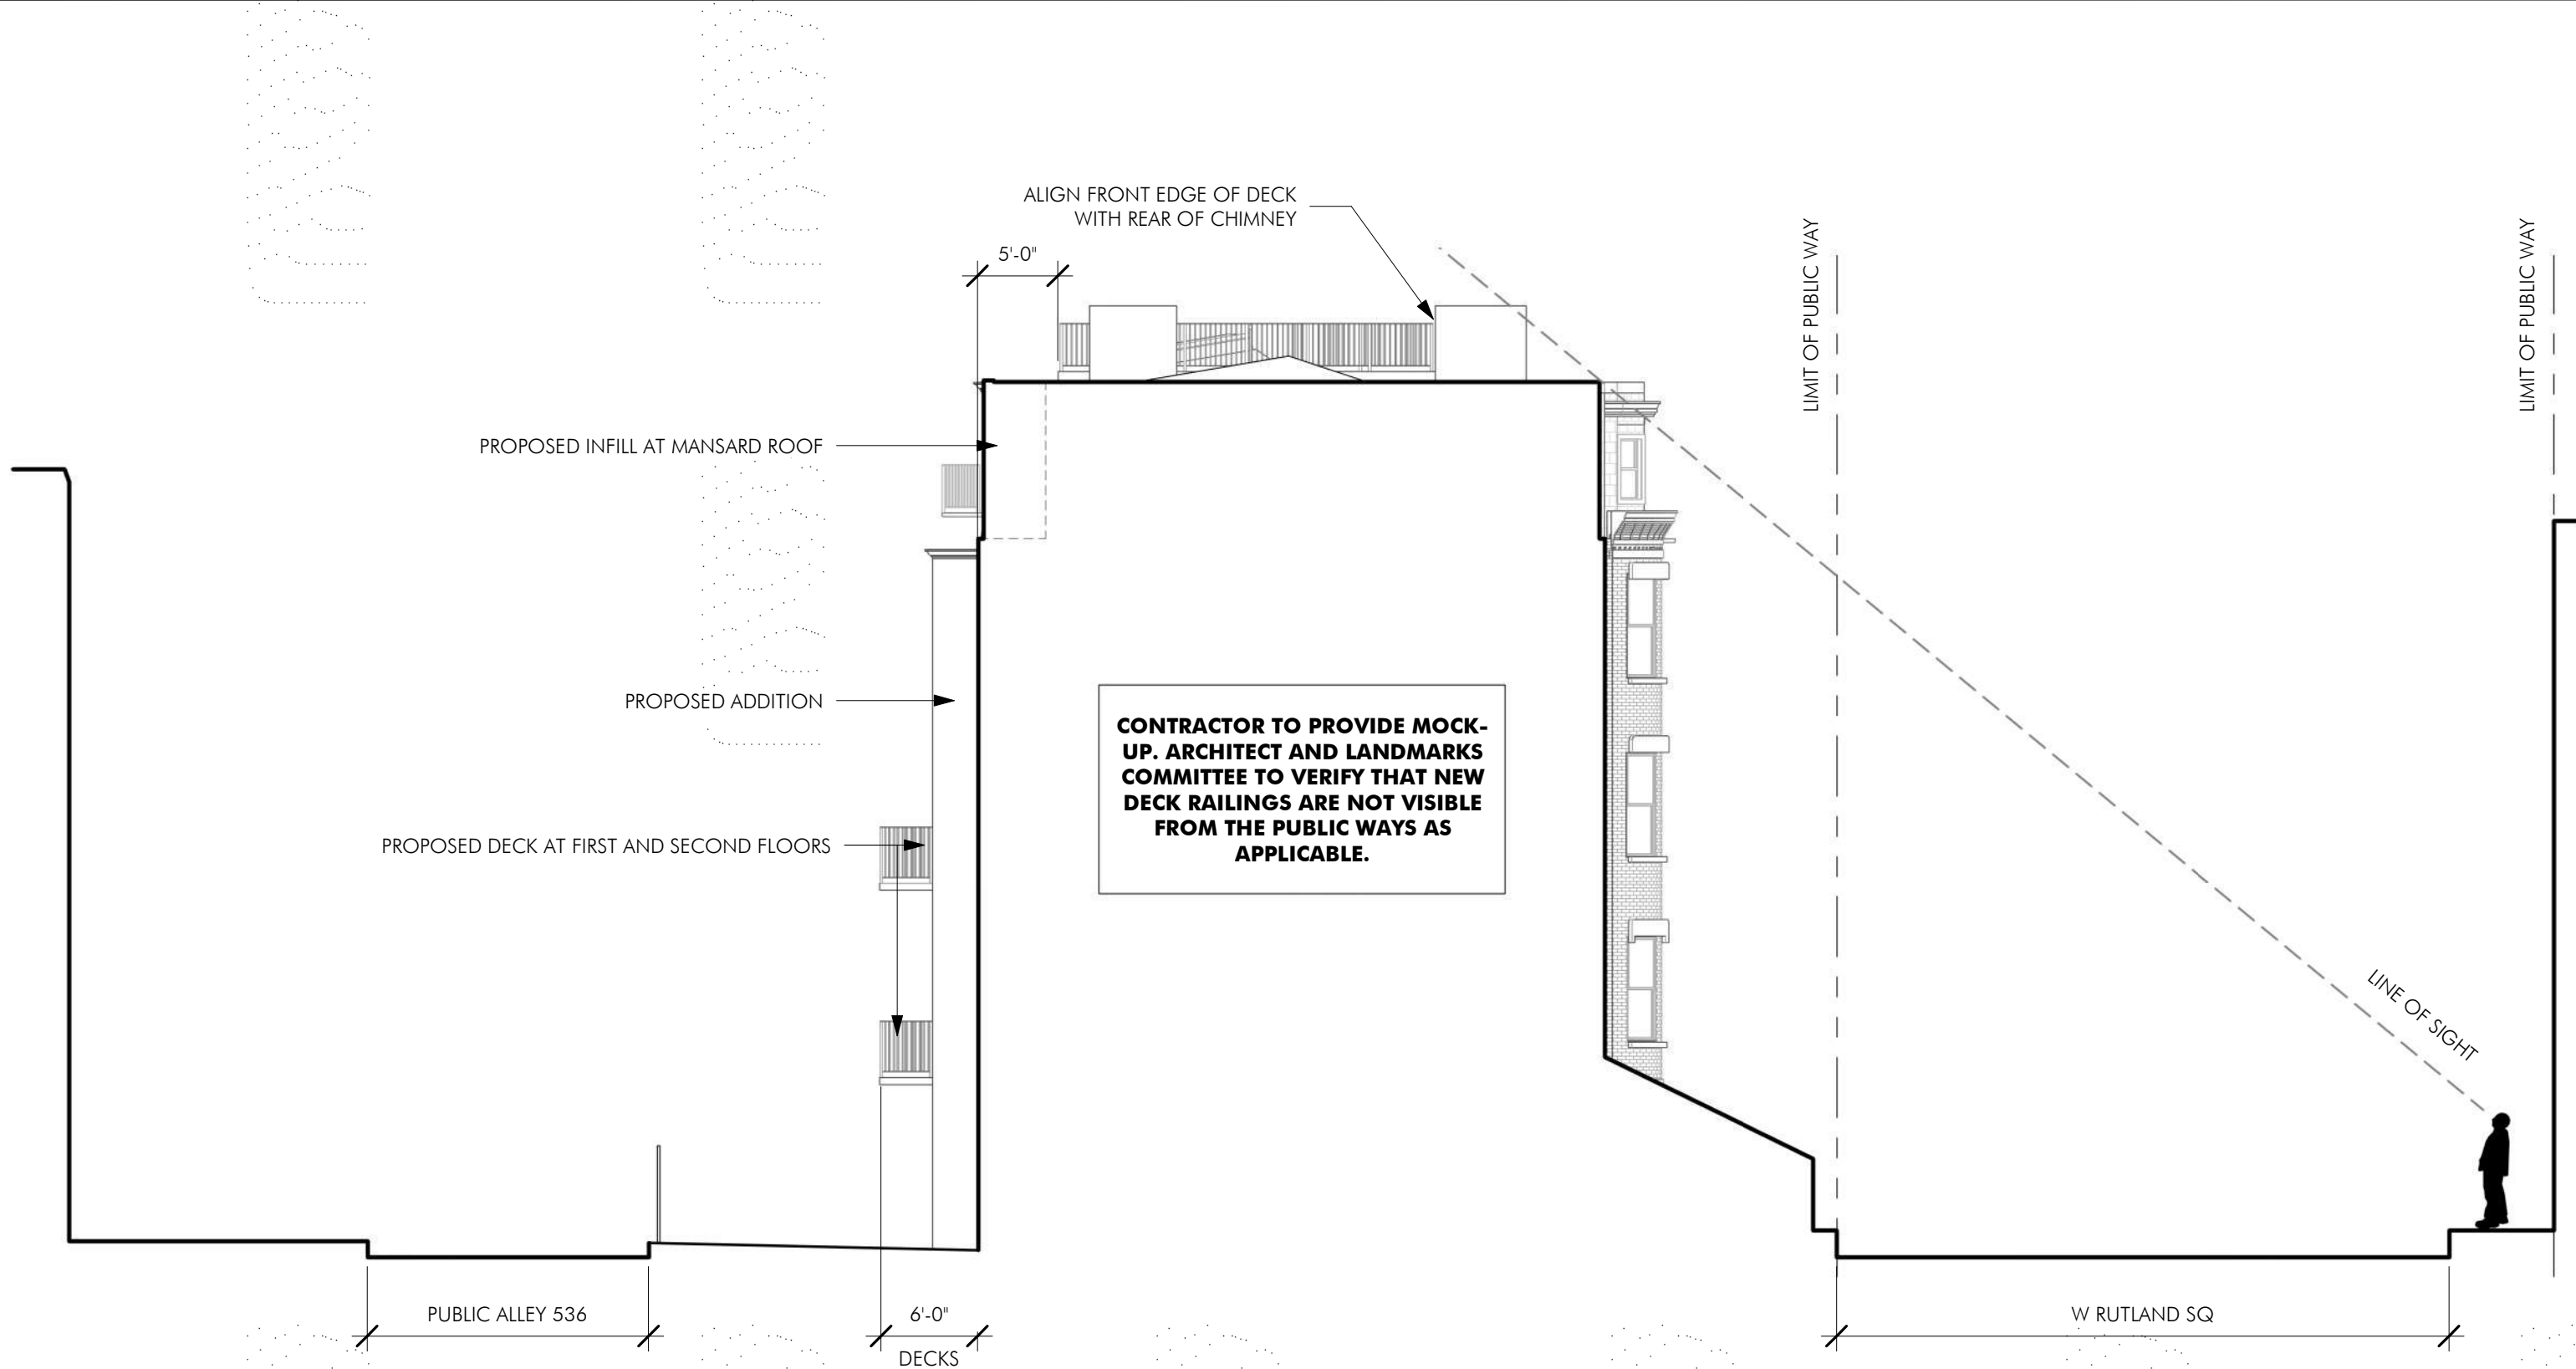 ALIGN FRONT EDGE OF DECK
WITH REAR OF CHIMNEY
5'-0"
LIMIT OF PUBLIC WAY
LIMIT OF PUBLIC WAY
PROPOSED INFILL AT MANSARD ROOF
PROPOSED ADDITION
CONTRACTOR TO PROVIDE MOCK-
UP. ARCHITECT AND LANDMARKS
COMMITTEE TO VERIFY THAT NEW
DECK RAILINGS ARE NOT VISIBLE
FROM THE PUBLIC WAYS AS
APPLICABLE.
PROPOSED DECK AT FIRST AND SECOND FLOORS
LINE OF SIGHT
PUBLIC ALLEY 536
6'-0"
DECKS
W RUTLAND SQ